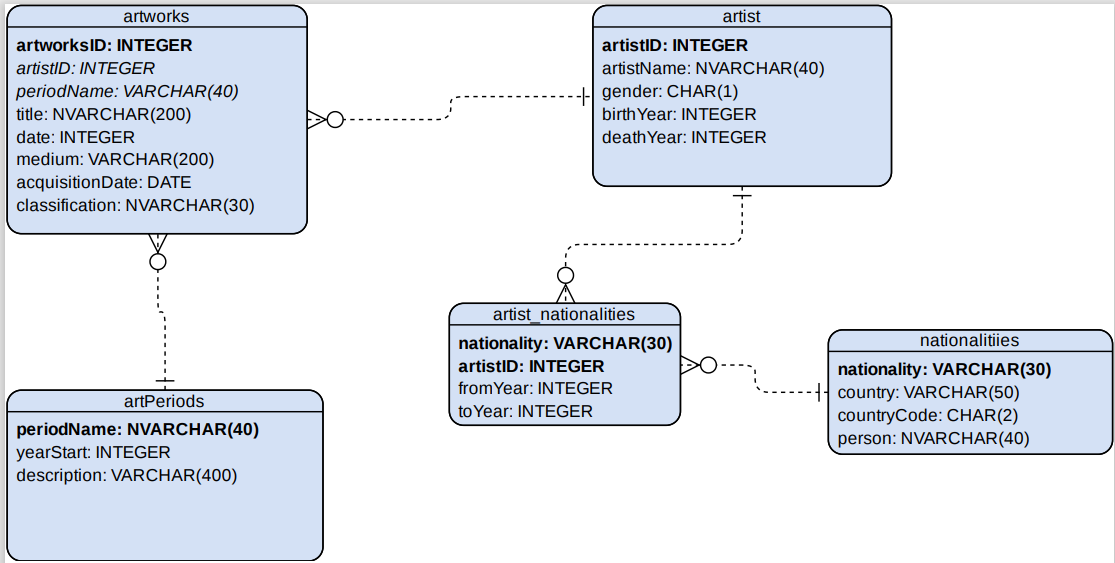 artworks
artworksID: INTEGER
artistID: INTEGER
periodName: VARCHAR(40)
title: NVARCHAR(200)
date: INTEGER
medium: VARCHAR(200)
acquisitionDate: DATE
classification: NVARCHAR(30)
artist
artistID: INTEGER
artistName: NVARCHAR(40)
gender: CHAR(1)
birthYear: INTEGER
deathYear: INTEGER
artist_nationalities
nationality: VARCHAR(30)
artistID: INTEGER
fromYear: INTEGER
toYear: INTEGER
nationalitiies
nationality: VARCHAR(30)
country: VARCHAR(50)
countryCode: CHAR(2)
person: NVARCHAR(40)
artPeriods
periodName: NVARCHAR(40)
yearStart: INTEGER
description: VARCHAR(400)